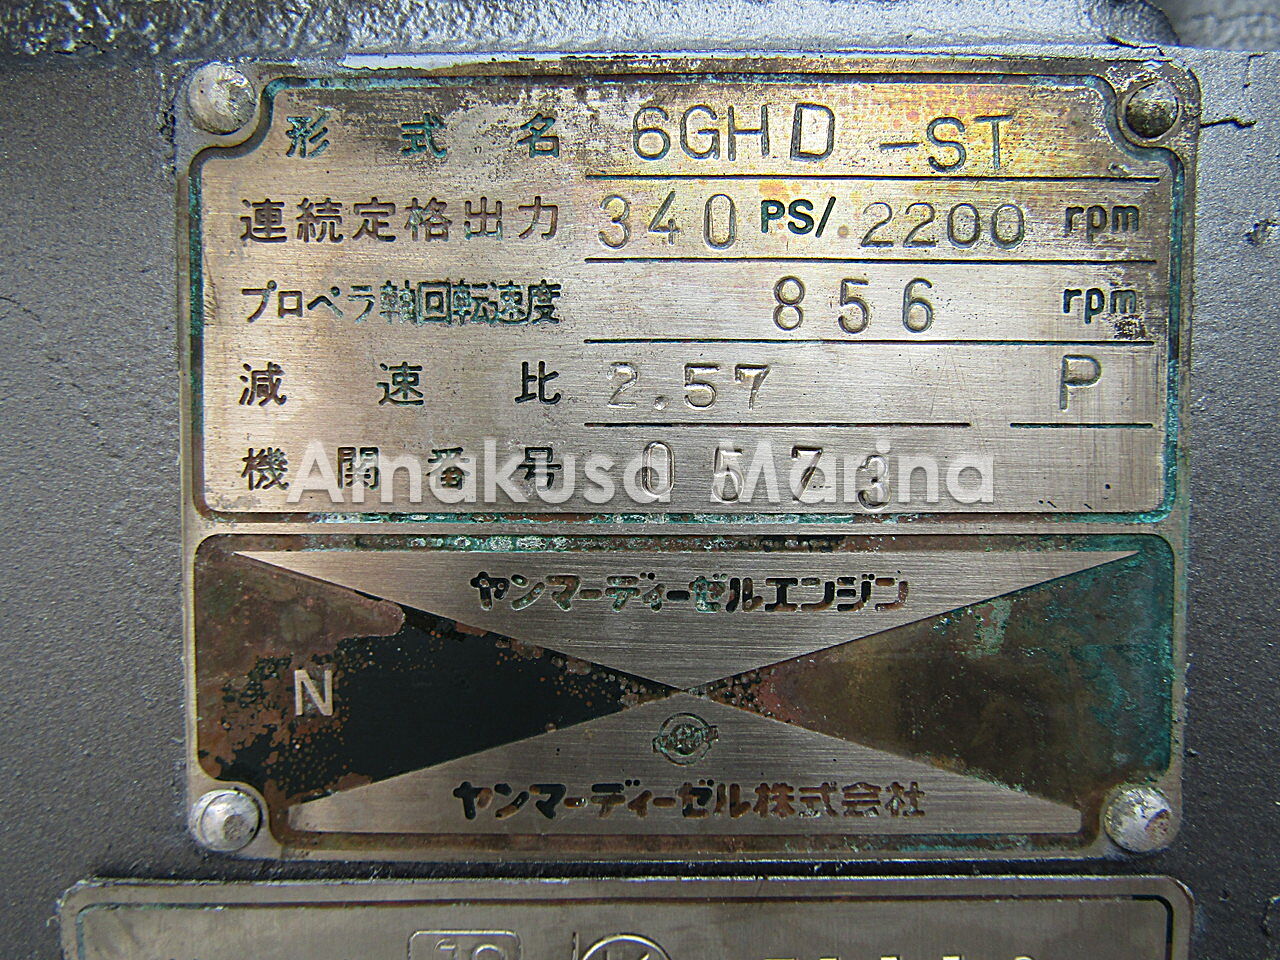 形式名 6GHD-ST
連続定格出力 340 PS/ 2200 rpm
プロペラ軸回転速度 856 rpm
減速比 2.57 P
機関番号 0573
Amakusa Marina
ヤンマーディーゼルエンジン
N
ヤンマーディーゼル株式会社